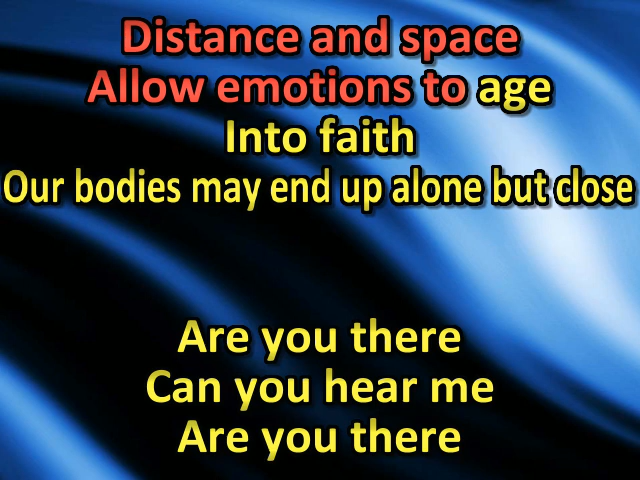 Distance and space
Allow emotions to age
Into faith
Our bodies may end up alone but close
Are you there
Can you hear me
Are you there